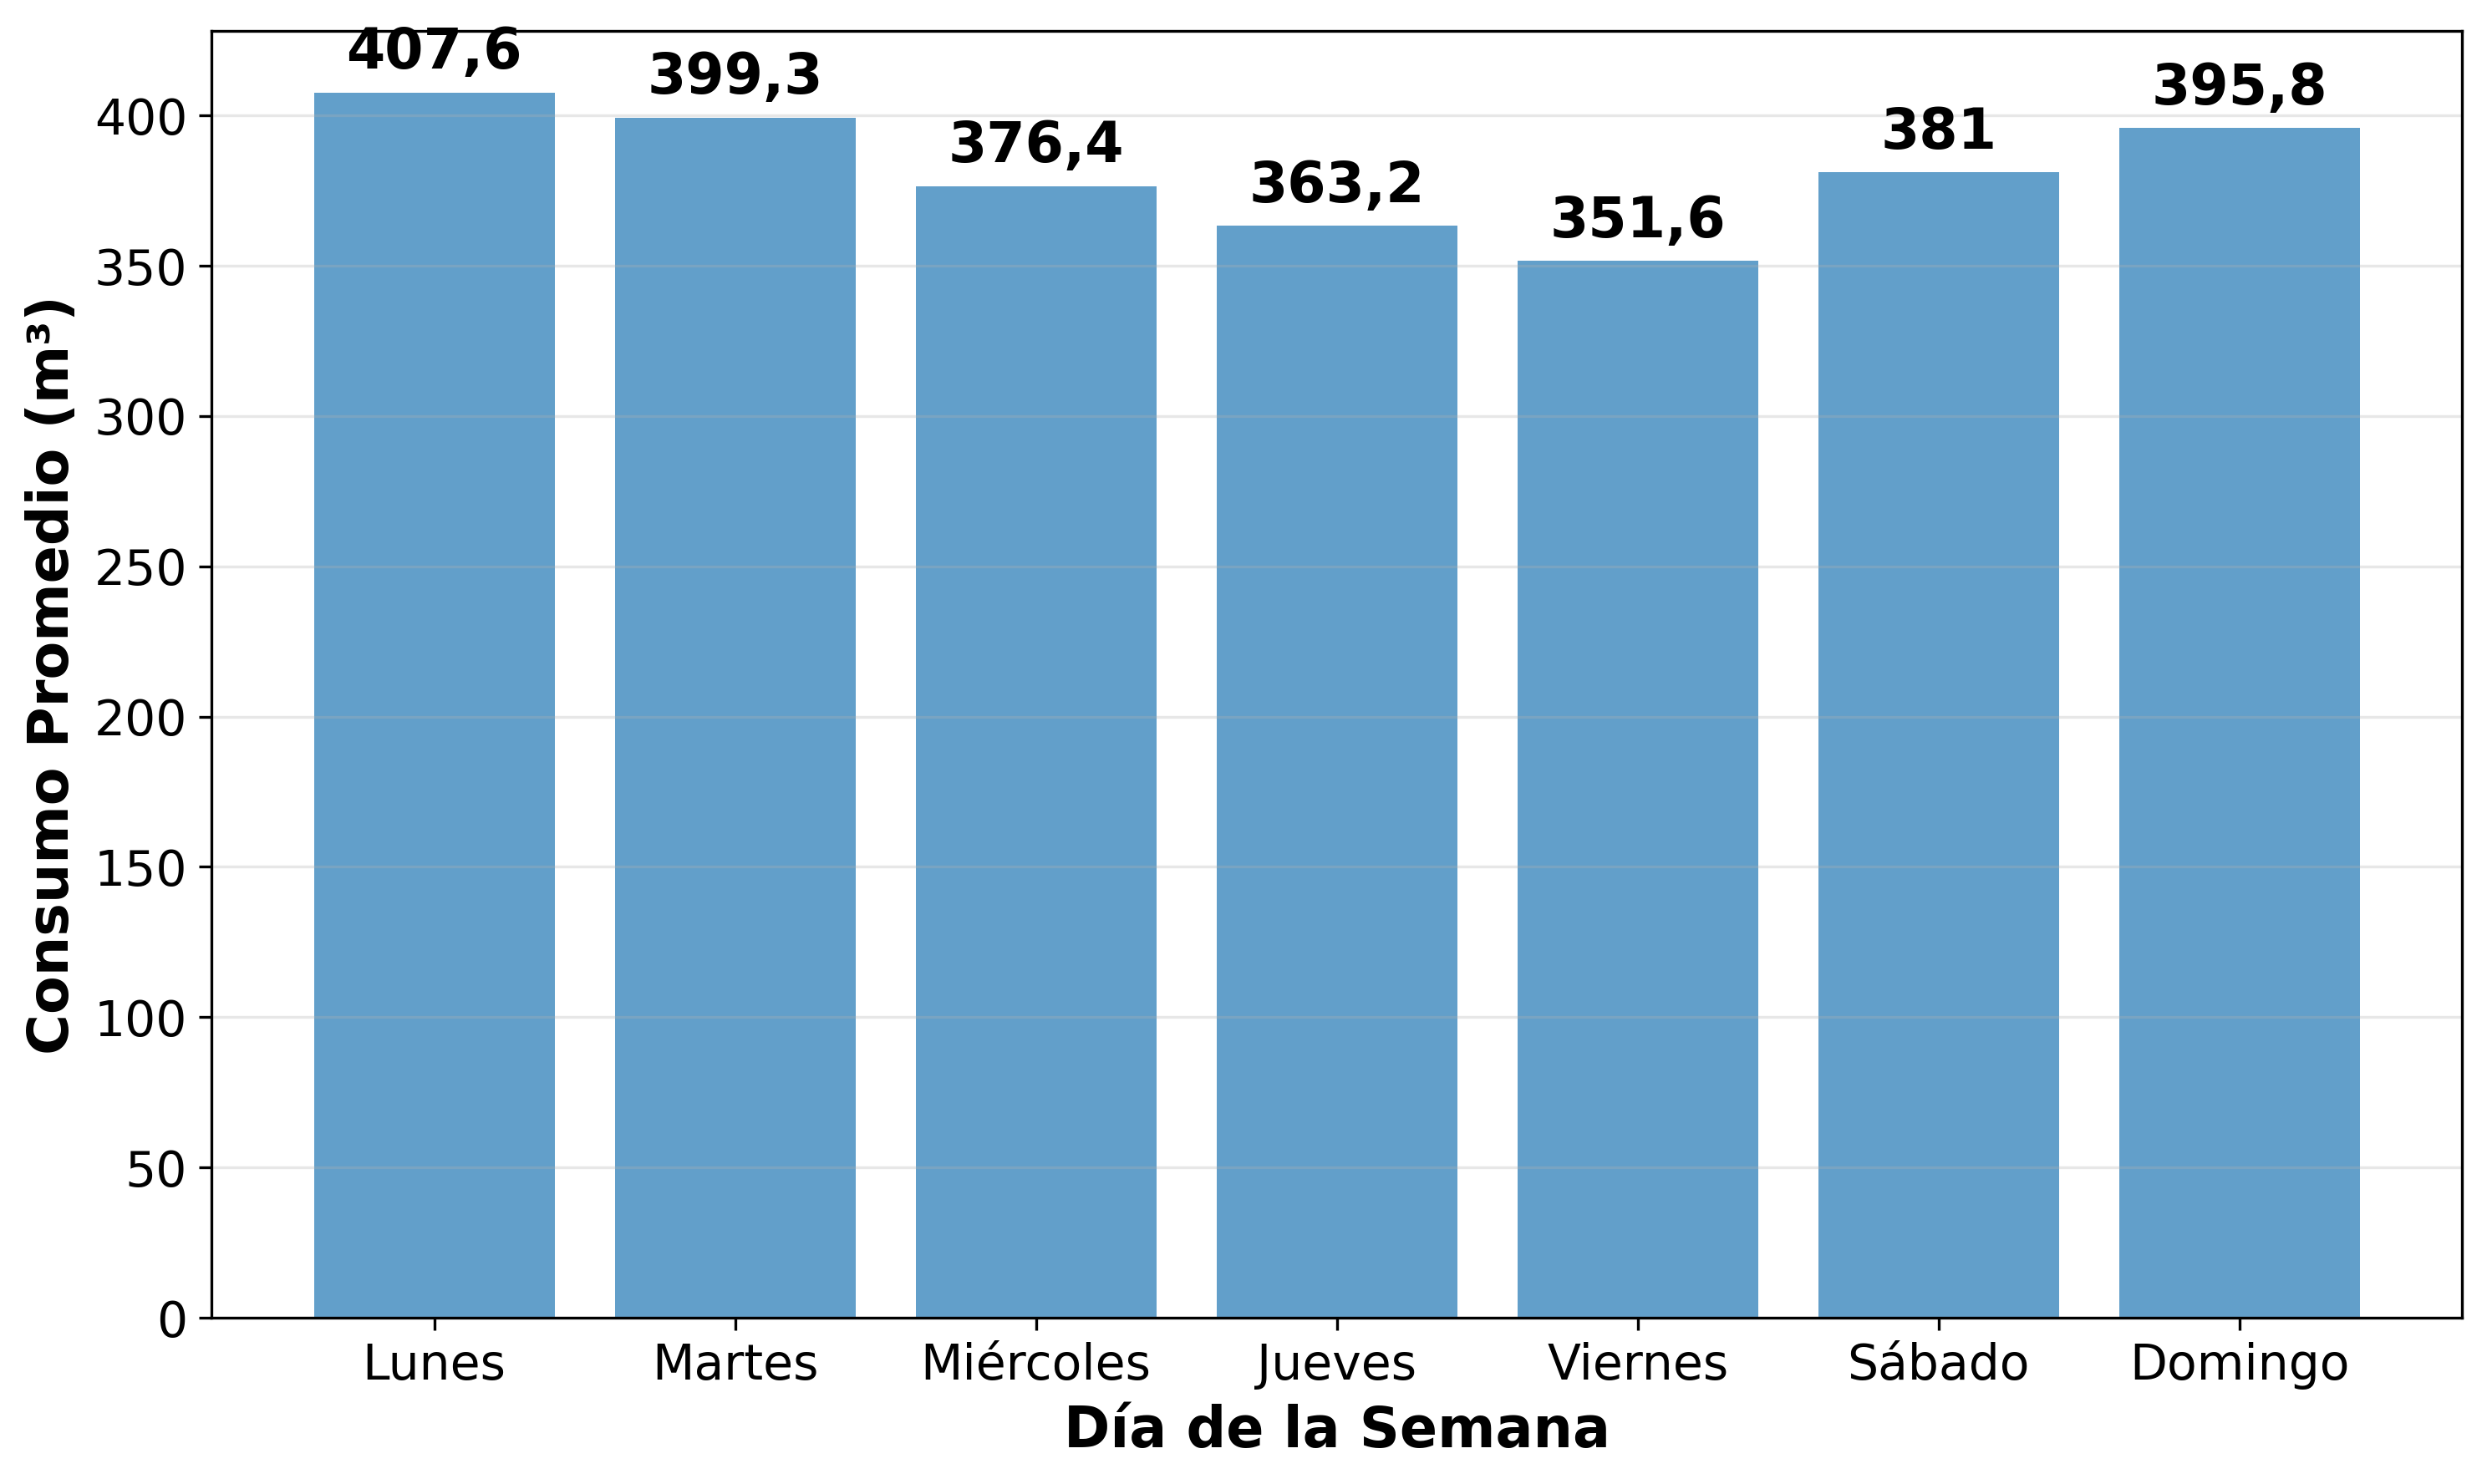 407,6
399,3
376,4
363,2
351,6
381
395,8
Consumo Promedio (m³)
400
350
300
250
200
150
100
50
0
Lunes
Martes
Miércoles
Jueves
Viernes
Sábado
Domingo
Día de la Semana